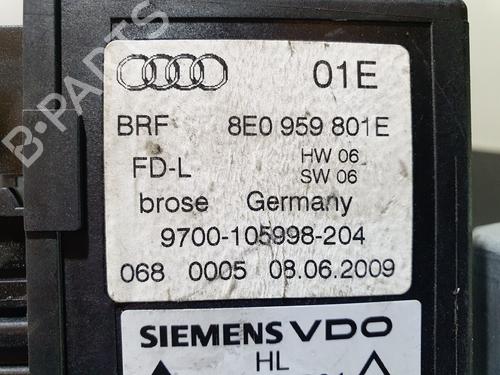 01E
BRF 8E0 959 801E
FD-L HW 06
SW 06
brose Germany
9700-105998-204
068 0005 08.06.2009
SIEMENS VDO
HL
B-PARTS